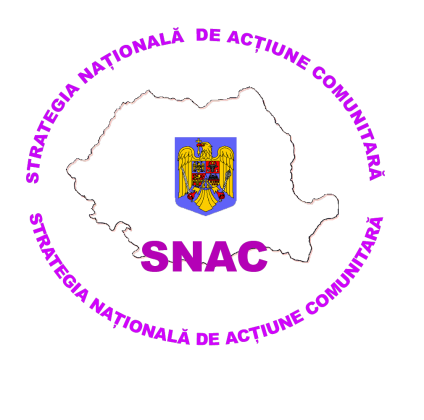 STRATEGIA NAȚIONALĂ DE ACȚIUNE COMUNITARĂ
SNAC
STRATEGIA NAȚIONALĂ DE ACȚIUNE COMUNITARĂ